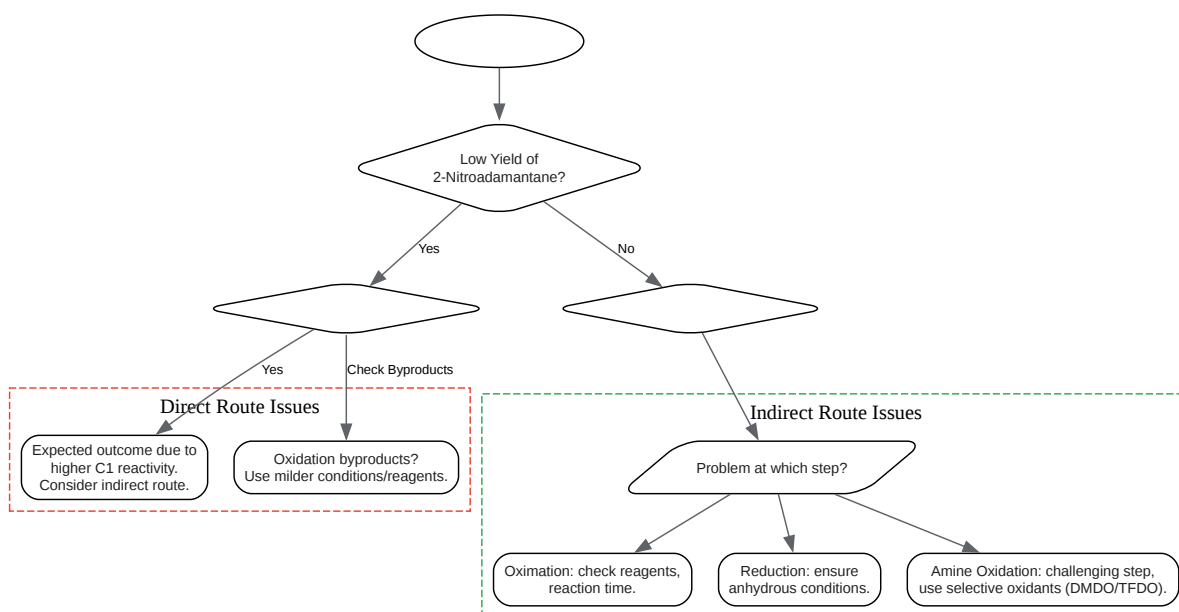 Low Yield of
2-Nitroadamantane?
Yes
No
Yes
Check Byproducts
Direct Route Issues
Expected outcome due to
higher C1 reactivity.
Consider indirect route.
Oxidation byproducts?
Use milder conditions/reagents.
Indirect Route Issues
Problem at which step?
Oximation: check reagents,
reaction time.
Reduction: ensure
anhydrous conditions.
Amine Oxidation: challenging step,
use selective oxidants (DMDO/TFDO).